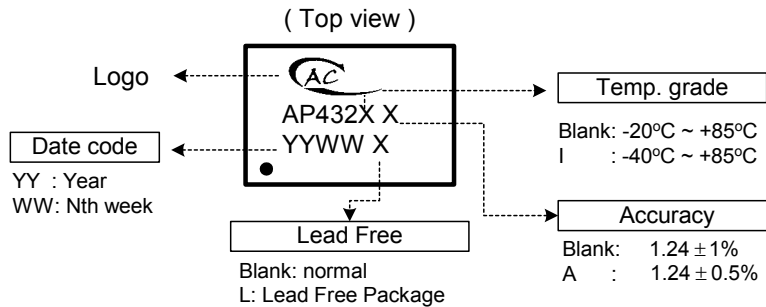 ( Top view )
Logo
AC
AP432X X
YYWW X
Temp. grade
Blank: -20ºC ~ +85ºC
I : -40ºC ~ +85ºC
Date code
YY : Year
WW: Nth week
Lead Free
Blank: normal
L: Lead Free Package
Accuracy
Blank: 1.24 ± 1%
A : 1.24 ± 0.5%